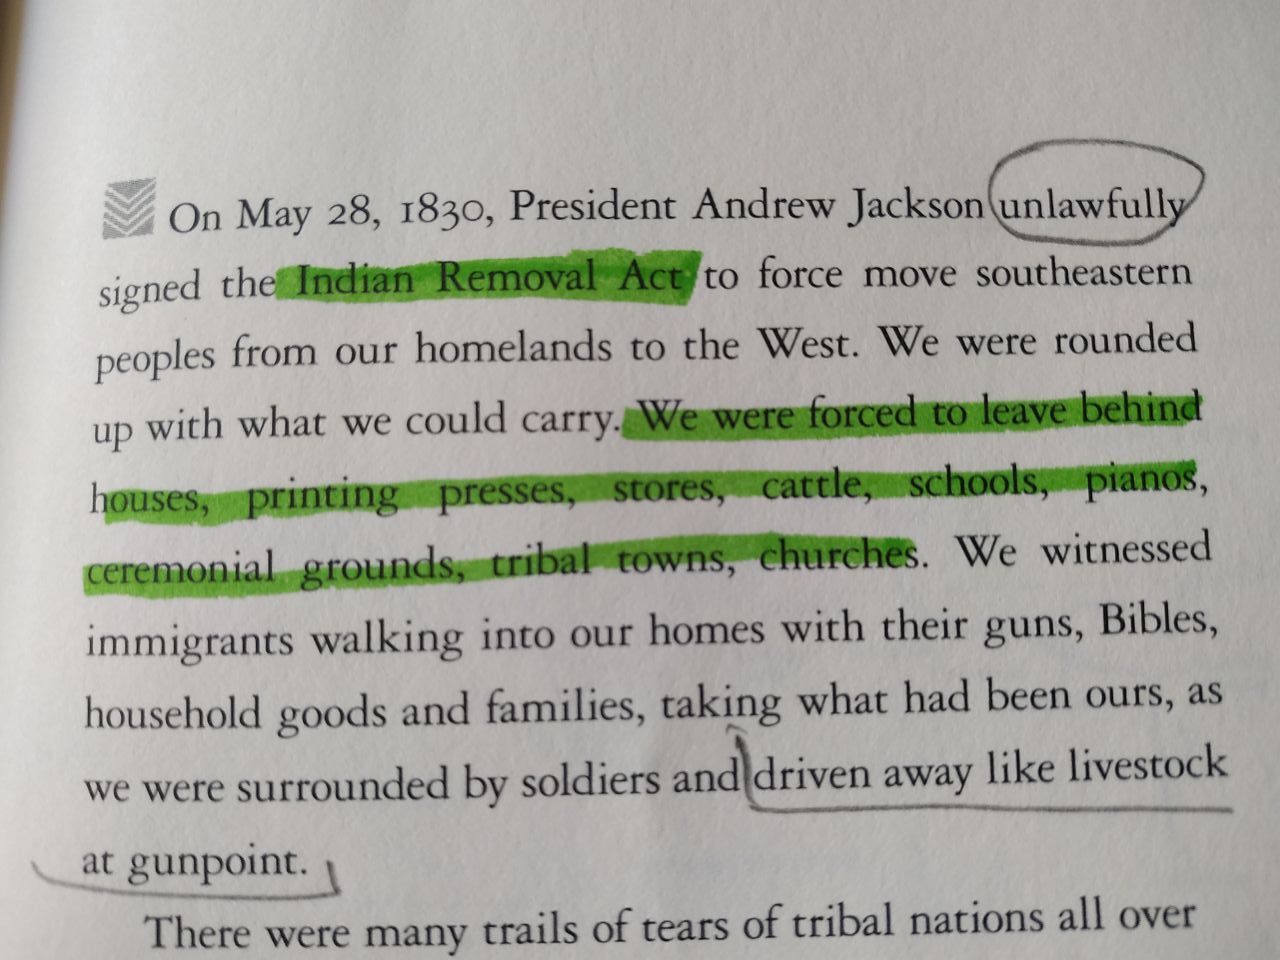 On May 28, 1830, President Andrew Jackson unlawfully
signed the Indian Removal Act to force move southeastern
peoples from our homelands to the West. We were rounded
up with what we could carry. We were forced to leave behind
houses, printing presses, stores, cattle, schools, pianos,
ceremonial grounds, tribal towns, churches. We witnessed
immigrants walking into our homes with their guns, Bibles,
household goods and families, taking what had been ours, as
we were surrounded by soldiers and driven away like livestock
at gunpoint.
There were many trails of tears of tribal nations all over